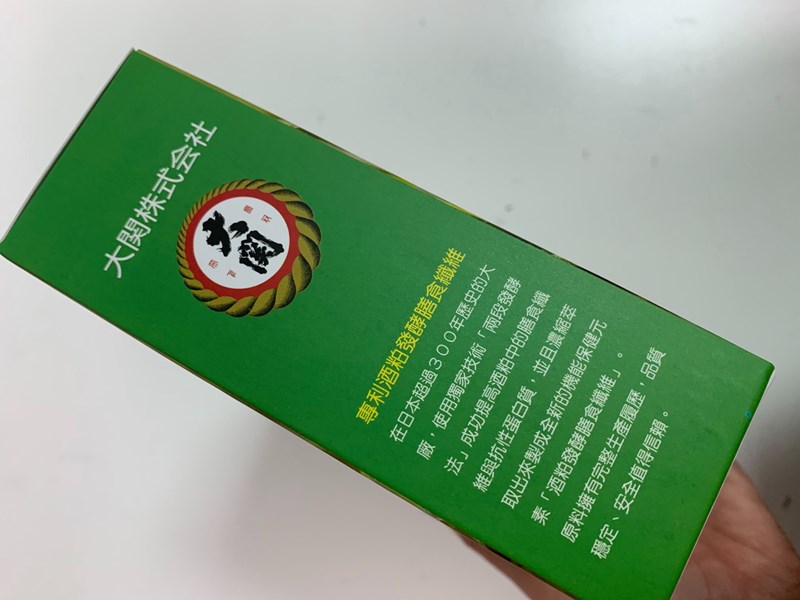 大関株式会社
大関
專利酒粕發酵膳食纖維
在日本超過300年歷史的大
廠,使用獨家技術「兩段發酵
法」成功提高酒粕中的膳食纖
維與抗性蛋白質,並且濃縮萃
取出來製成全新的機能保健元
素「酒粕發酵膳食纖維」。
原料擁有完整生產履歷,品質
穩定、安全值得信賴。